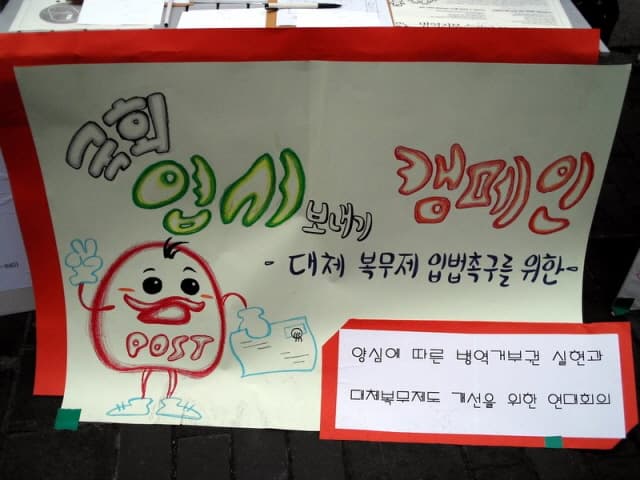 국회
엽서 보내기 캠페인
- 대체 복무제 입법촉구를 위한 -
POST
양심에 따른 병역거부권 실현과
대체복무제도 개선을 위한 연대회의